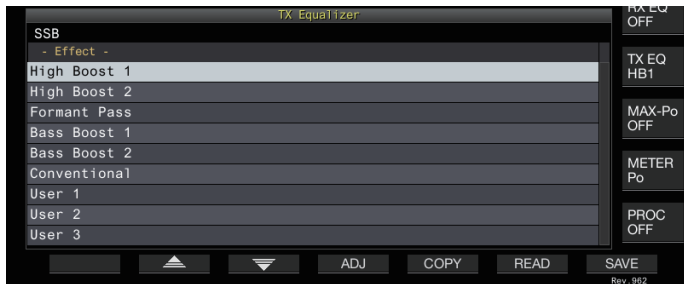 TX Equalizer
SSB
- Effect -
High Boost 1
High Boost 2
Formant Pass
Bass Boost 1
Bass Boost 2
Conventional
User 1
User 2
User 3
RX EQ
OFF
TX EQ
HB1
MAX-Po
OFF
METER
Po
PROC
OFF
ADJ COPY READ SAVE
Rev.962